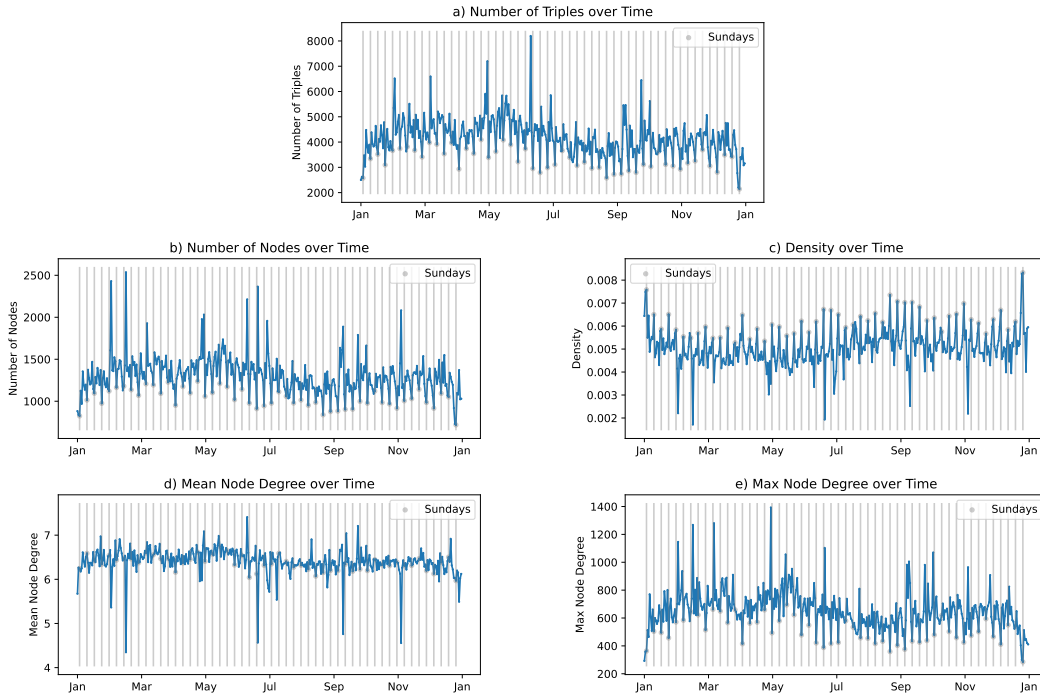 a) Number of Triples over Time
Sundays
8000
7000
6000
5000
4000
3000
2000
Number of Triples
Jan
Mar
May
Jul
Sep
Nov
Jan
b) Number of Nodes over Time
Sundays
2500
2000
1500
1000
Number of Nodes
Jan
Mar
May
Jul
Sep
Nov
Jan
c) Density over Time
Sundays
0.008
0.007
0.006
0.005
0.004
0.003
0.002
Density
Jan
Mar
May
Jul
Sep
Nov
Jan
d) Mean Node Degree over Time
Sundays
7
6
5
4
Mean Node Degree
Jan
Mar
May
Jul
Sep
Nov
Jan
e) Max Node Degree over Time
Sundays
1400
1200
1000
800
600
400
200
Max Node Degree
Jan
Mar
May
Jul
Sep
Nov
Jan